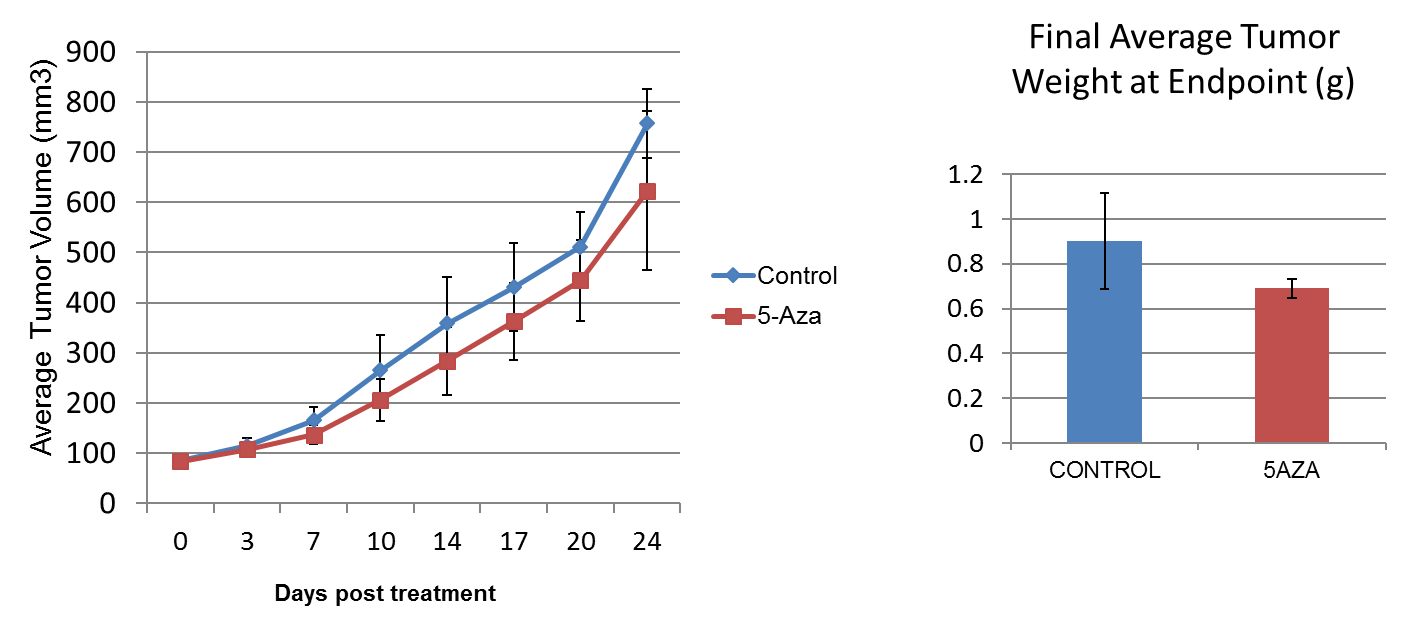 Average Tumor Volume (mm3)
900
800
700
600
500
400
300
200
100
0
0 3 7 10 14 17 20 24
Days post treatment
Control
5-Aza
Final Average Tumor
Weight at Endpoint (g)
1.2
1
0.8
0.6
0.4
0.2
0
CONTROL 5AZA